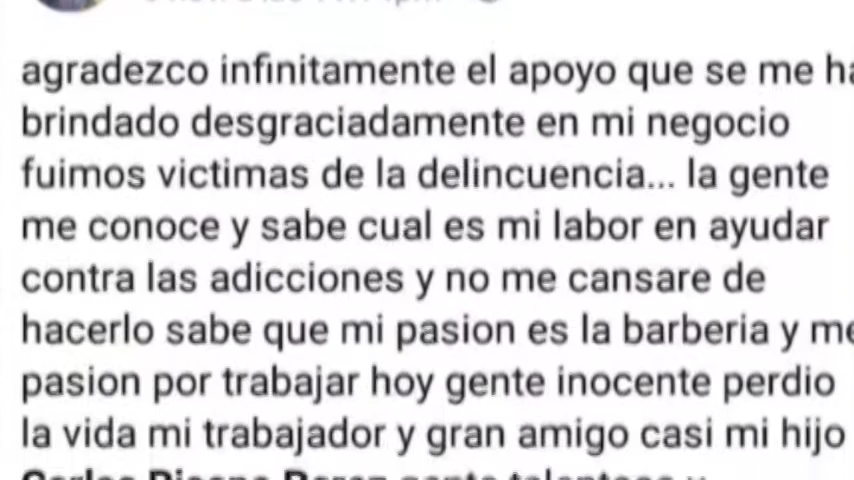 agradezco infinitamente el apoyo que se me ha
brindado desgraciadamente en mi negocio
fuimos victimas de la delincuencia... la gente
me conoce y sabe cual es mi labor en ayudar
contra las adicciones y no me cansare de
hacerlo sabe que mi pasion es la barberia y me
pasion por trabajar hoy gente inocente perdio
la vida mi trabajador y gran amigo casi mi hijo